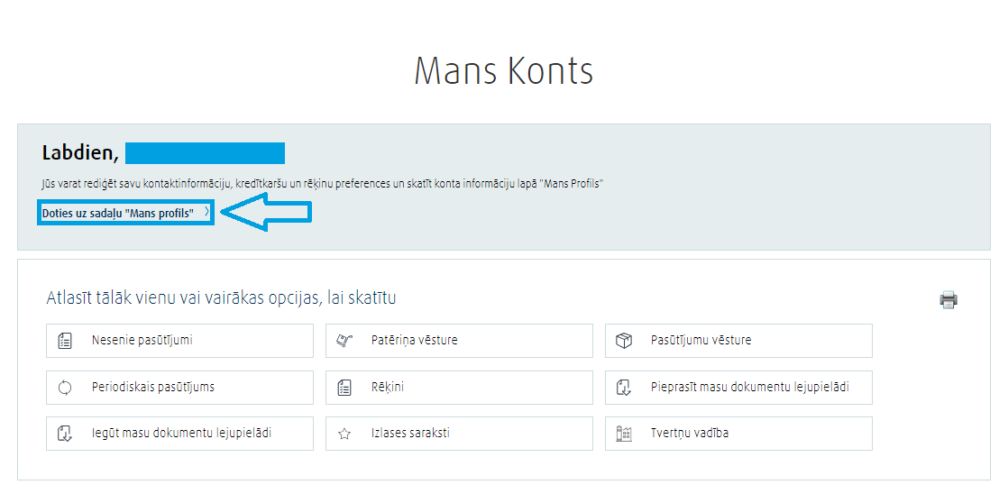 Mans Konts
Labdien,
Jūs varat rediģēt savu kontaktinformāciju, kredītkaršu un rēķinu preferences un skatīt konta informāciju lapā "Mans Profils"
Doties uz sadaļu "Mans profils"
Atlasīt tālāk vienu vai vairākas opcijas, lai skatītu
Nesenie pasūtījumi
Patēriņa vēsture
Pasūtījumu vēsture
Periodiskais pasūtījums
Rēķini
Pieprasīt masu dokumentu lejupielādi
Iegūt masu dokumentu lejupielādi
Izlases saraksti
Tvertņu vadība